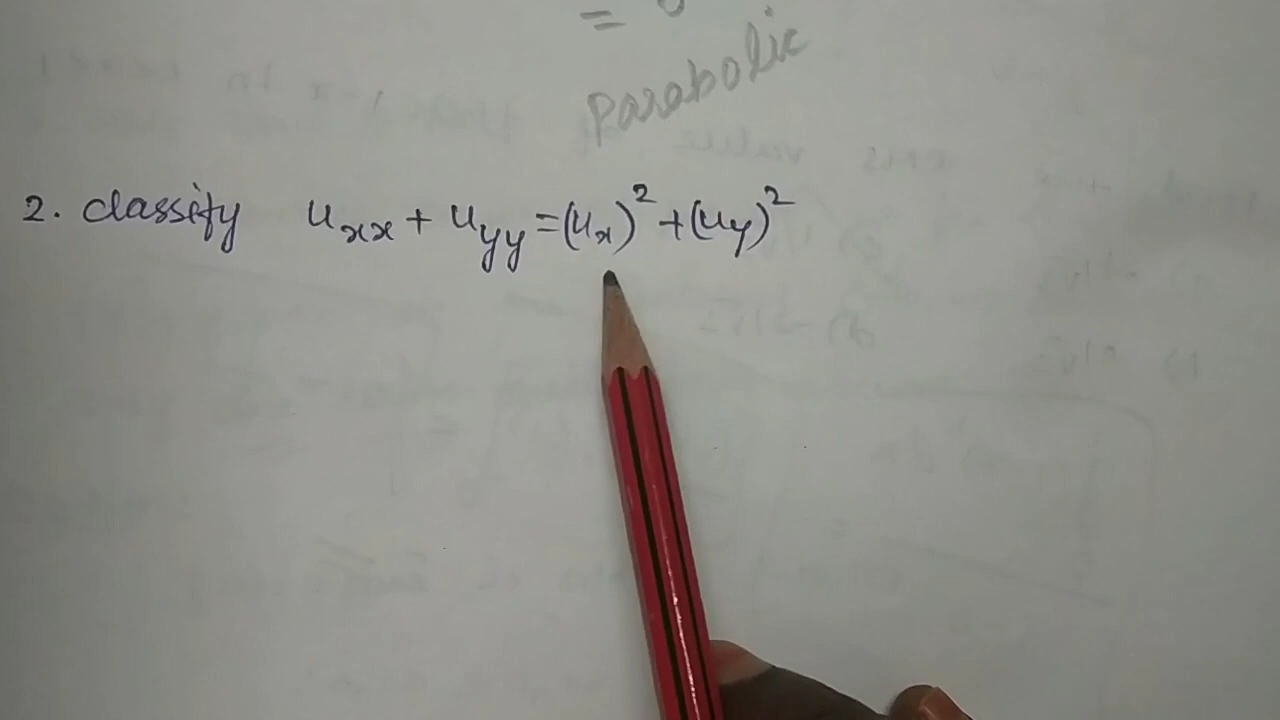 =
parabolic
2. classify u_xx + u_yy = (u_x)² + (u_y)²